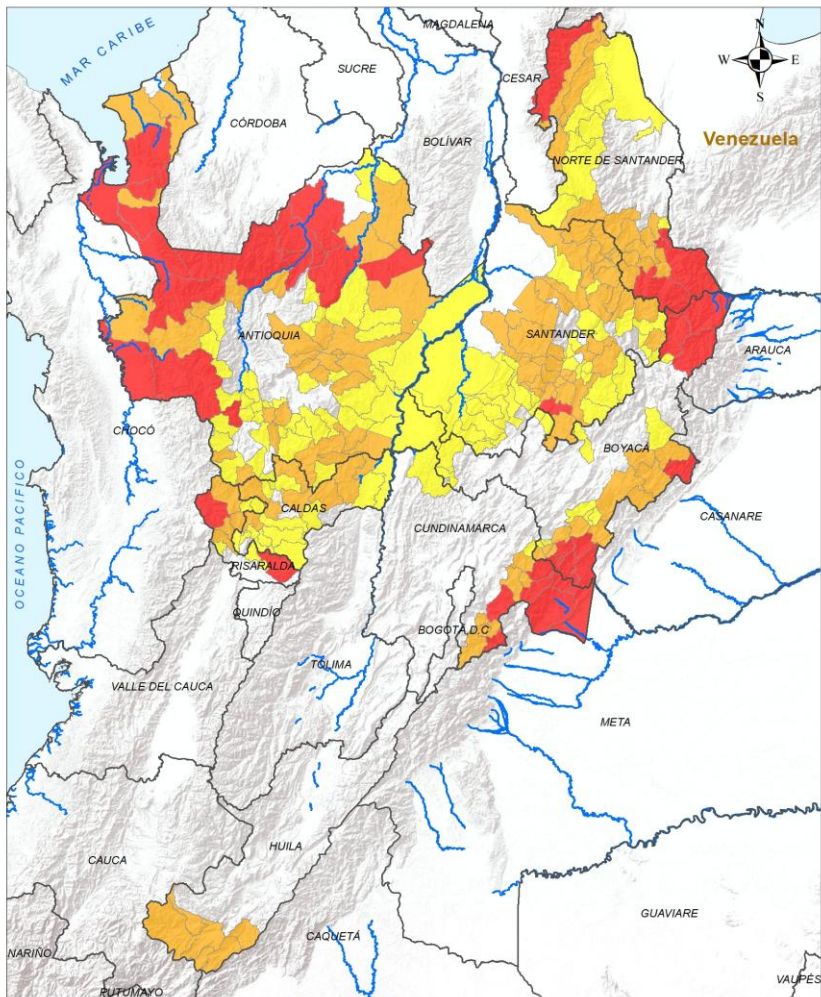 MAGDALENA
N
MAR CARIBE
SUCRE
CESAR
W
E
S
CÓRDOBA
BOLÍVAR
Venezuela
NORTE DE SANTANDER
ANTIOQUIA
SANTANDER
ARAUCA
CHOCÓ
BOYACÁ
OCEANO PACIFICO
CALDAS
CUNDINAMARCA
CASANARE
RISARALDA
QUINDÍO
BOGOTÁ, D.C
TOLIMA
VALLE DEL CAUCA
META
HUILA
CAUCA
GUAVIARE
NARIÑO
CAQUETÁ
PUTUMAYO
VAUPÉS